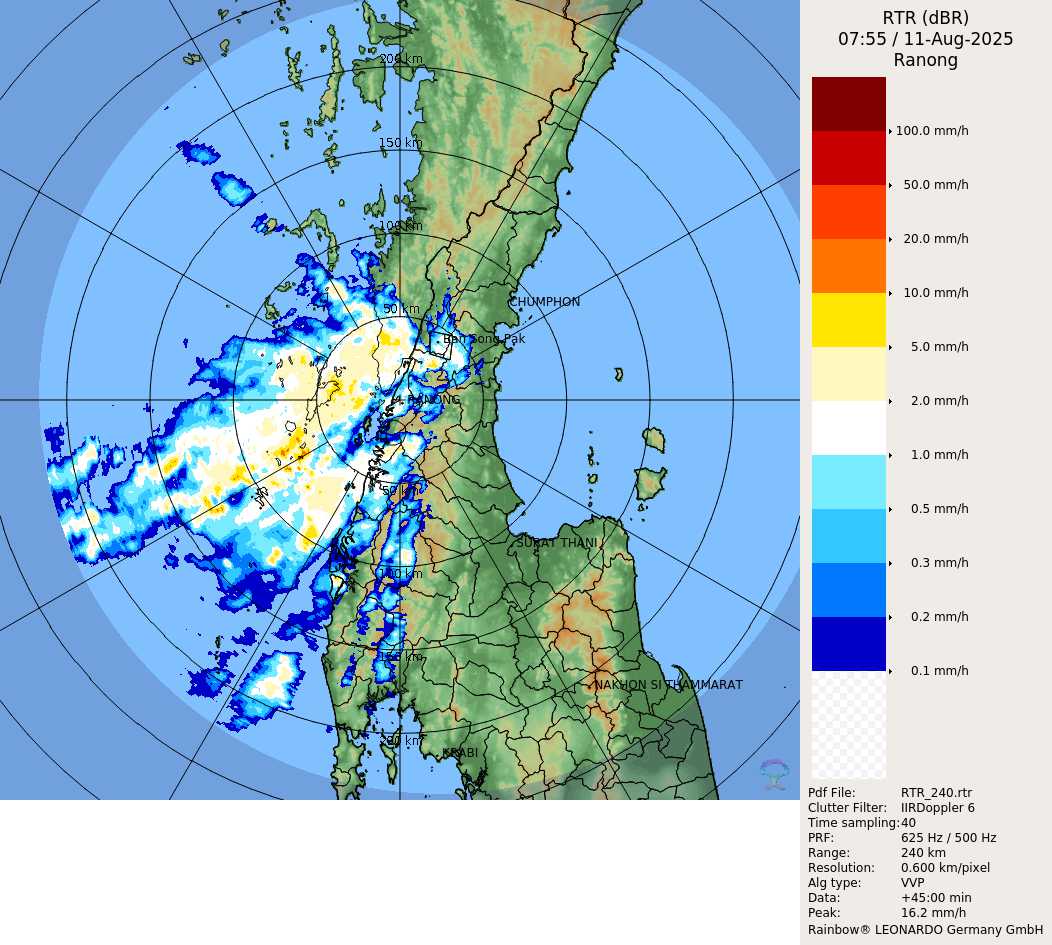 RTR (dBR)
07:55 / 11-Aug-2025
Ranong
100.0 mm/h
50.0 mm/h
20.0 mm/h
10.0 mm/h
5.0 mm/h
2.0 mm/h
1.0 mm/h
0.5 mm/h
0.3 mm/h
0.2 mm/h
0.1 mm/h
200 km
150 km
100 km
50 km
CHUMPHON
Ban Song Pak
RANONG
50 km
SURAT THANI
100 km
150 km
NAKHON SI THAMMARAT
200 km
KRABI
Pdf File: RTR_240.rtr
Clutter Filter: IIRDoppler 6
Time sampling:40
PRF: 625 Hz / 500 Hz
Range: 240 km
Resolution: 0.600 km/pixel
Alg type: VVP
Data: +45:00 min
Peak: 16.2 mm/h
Rainbow® LEONARDO Germany GmbH